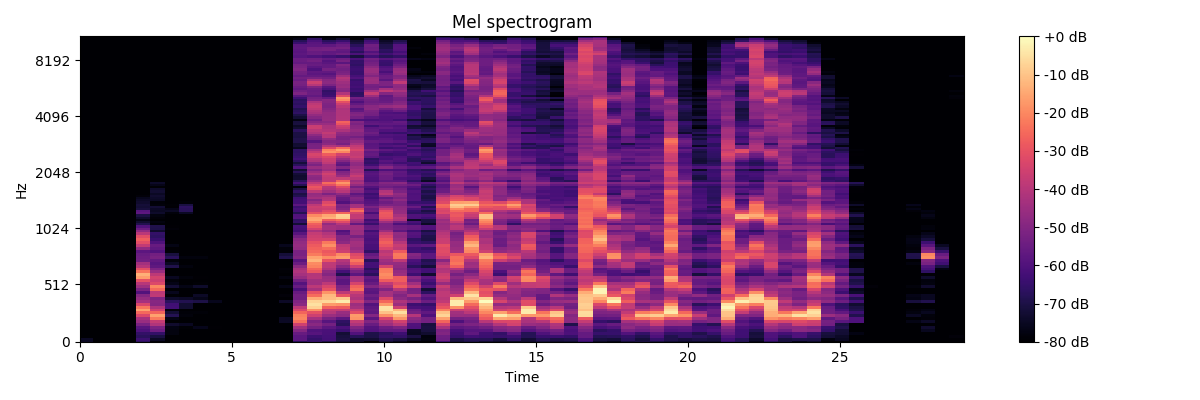 Mel spectrogram
+0 dB
8192
-10 dB
4096
-20 dB
-30 dB
2048
Hz
-40 dB
1024
-50 dB
-60 dB
512
-70 dB
0
-80 dB
0 5 10 15 20 25
Time